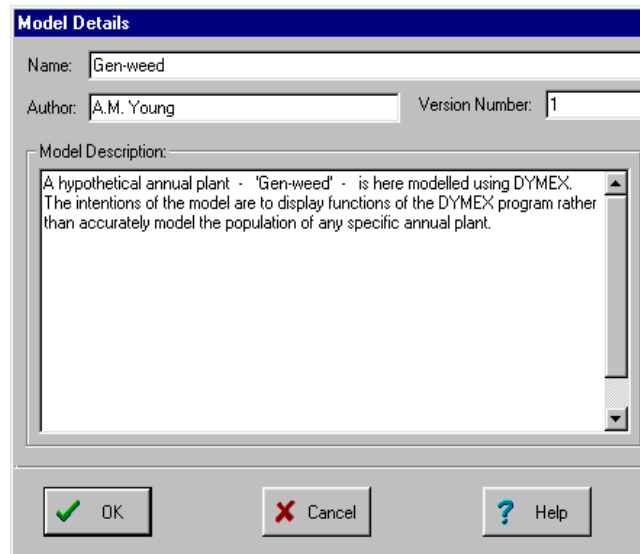 Model Details
Name: Gen-weed
Author: A.M. Young Version Number: 1
Model Description:
A hypothetical annual plant - 'Gen-weed' - is here modelled using DYMEX.
The intentions of the model are to display functions of the DYMEX program rather
than accurately model the population of any specific annual plant.
OK Cancel ? Help